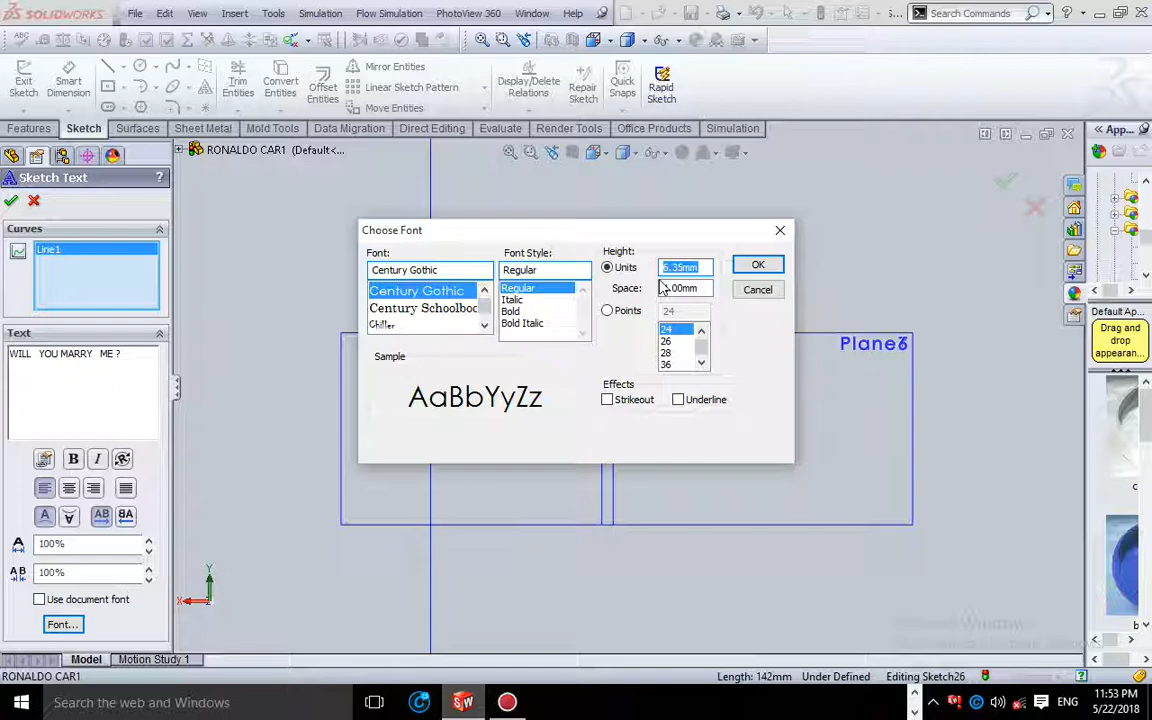 SOLIDWORKS File Edit View Insert Tools Simulation Flow Simulation PhotoView 360 Window Help S... Search Commands
Exit Sketch
Smart Dimension
Trim Entities
Convert Entities
Offset Entities
Mirror Entities
Linear Sketch Pattern
Move Entities
Display/Delete Relations
Repair Sketch
Quick Snaps
Rapid Sketch
Features Sketch Surfaces Sheet Metal Mold Tools Data Migration Direct Editing Evaluate Render Tools Office Products Simulation
RONALDO CAR1 (Default<...
App...
Sketch Text ?
Curves
Line1
Text
WILL YOU MARRY ME ?
100%
100%
Use document font
Font...
Choose Font
Font:
Century Gothic
Century Gothic
Century Schoolboo
Chiller
Font Style:
Regular
Regular
Italic
Bold
Bold Italic
Height:
Units
6.35mm
Space:
.00mm
Points
24
24
26
28
36
OK
Cancel
Sample
AaBbYyZz
Effects
Strikeout
Underline
Plane6
Default Ap...
Drag and drop appearan...
c
b
Y
X
Model Motion Study 1
RONALDO CAR1 Length: 142mm Under Defined Editing Sketch26
Search the web and Windows
ENG
11:53 PM
5/22/2018